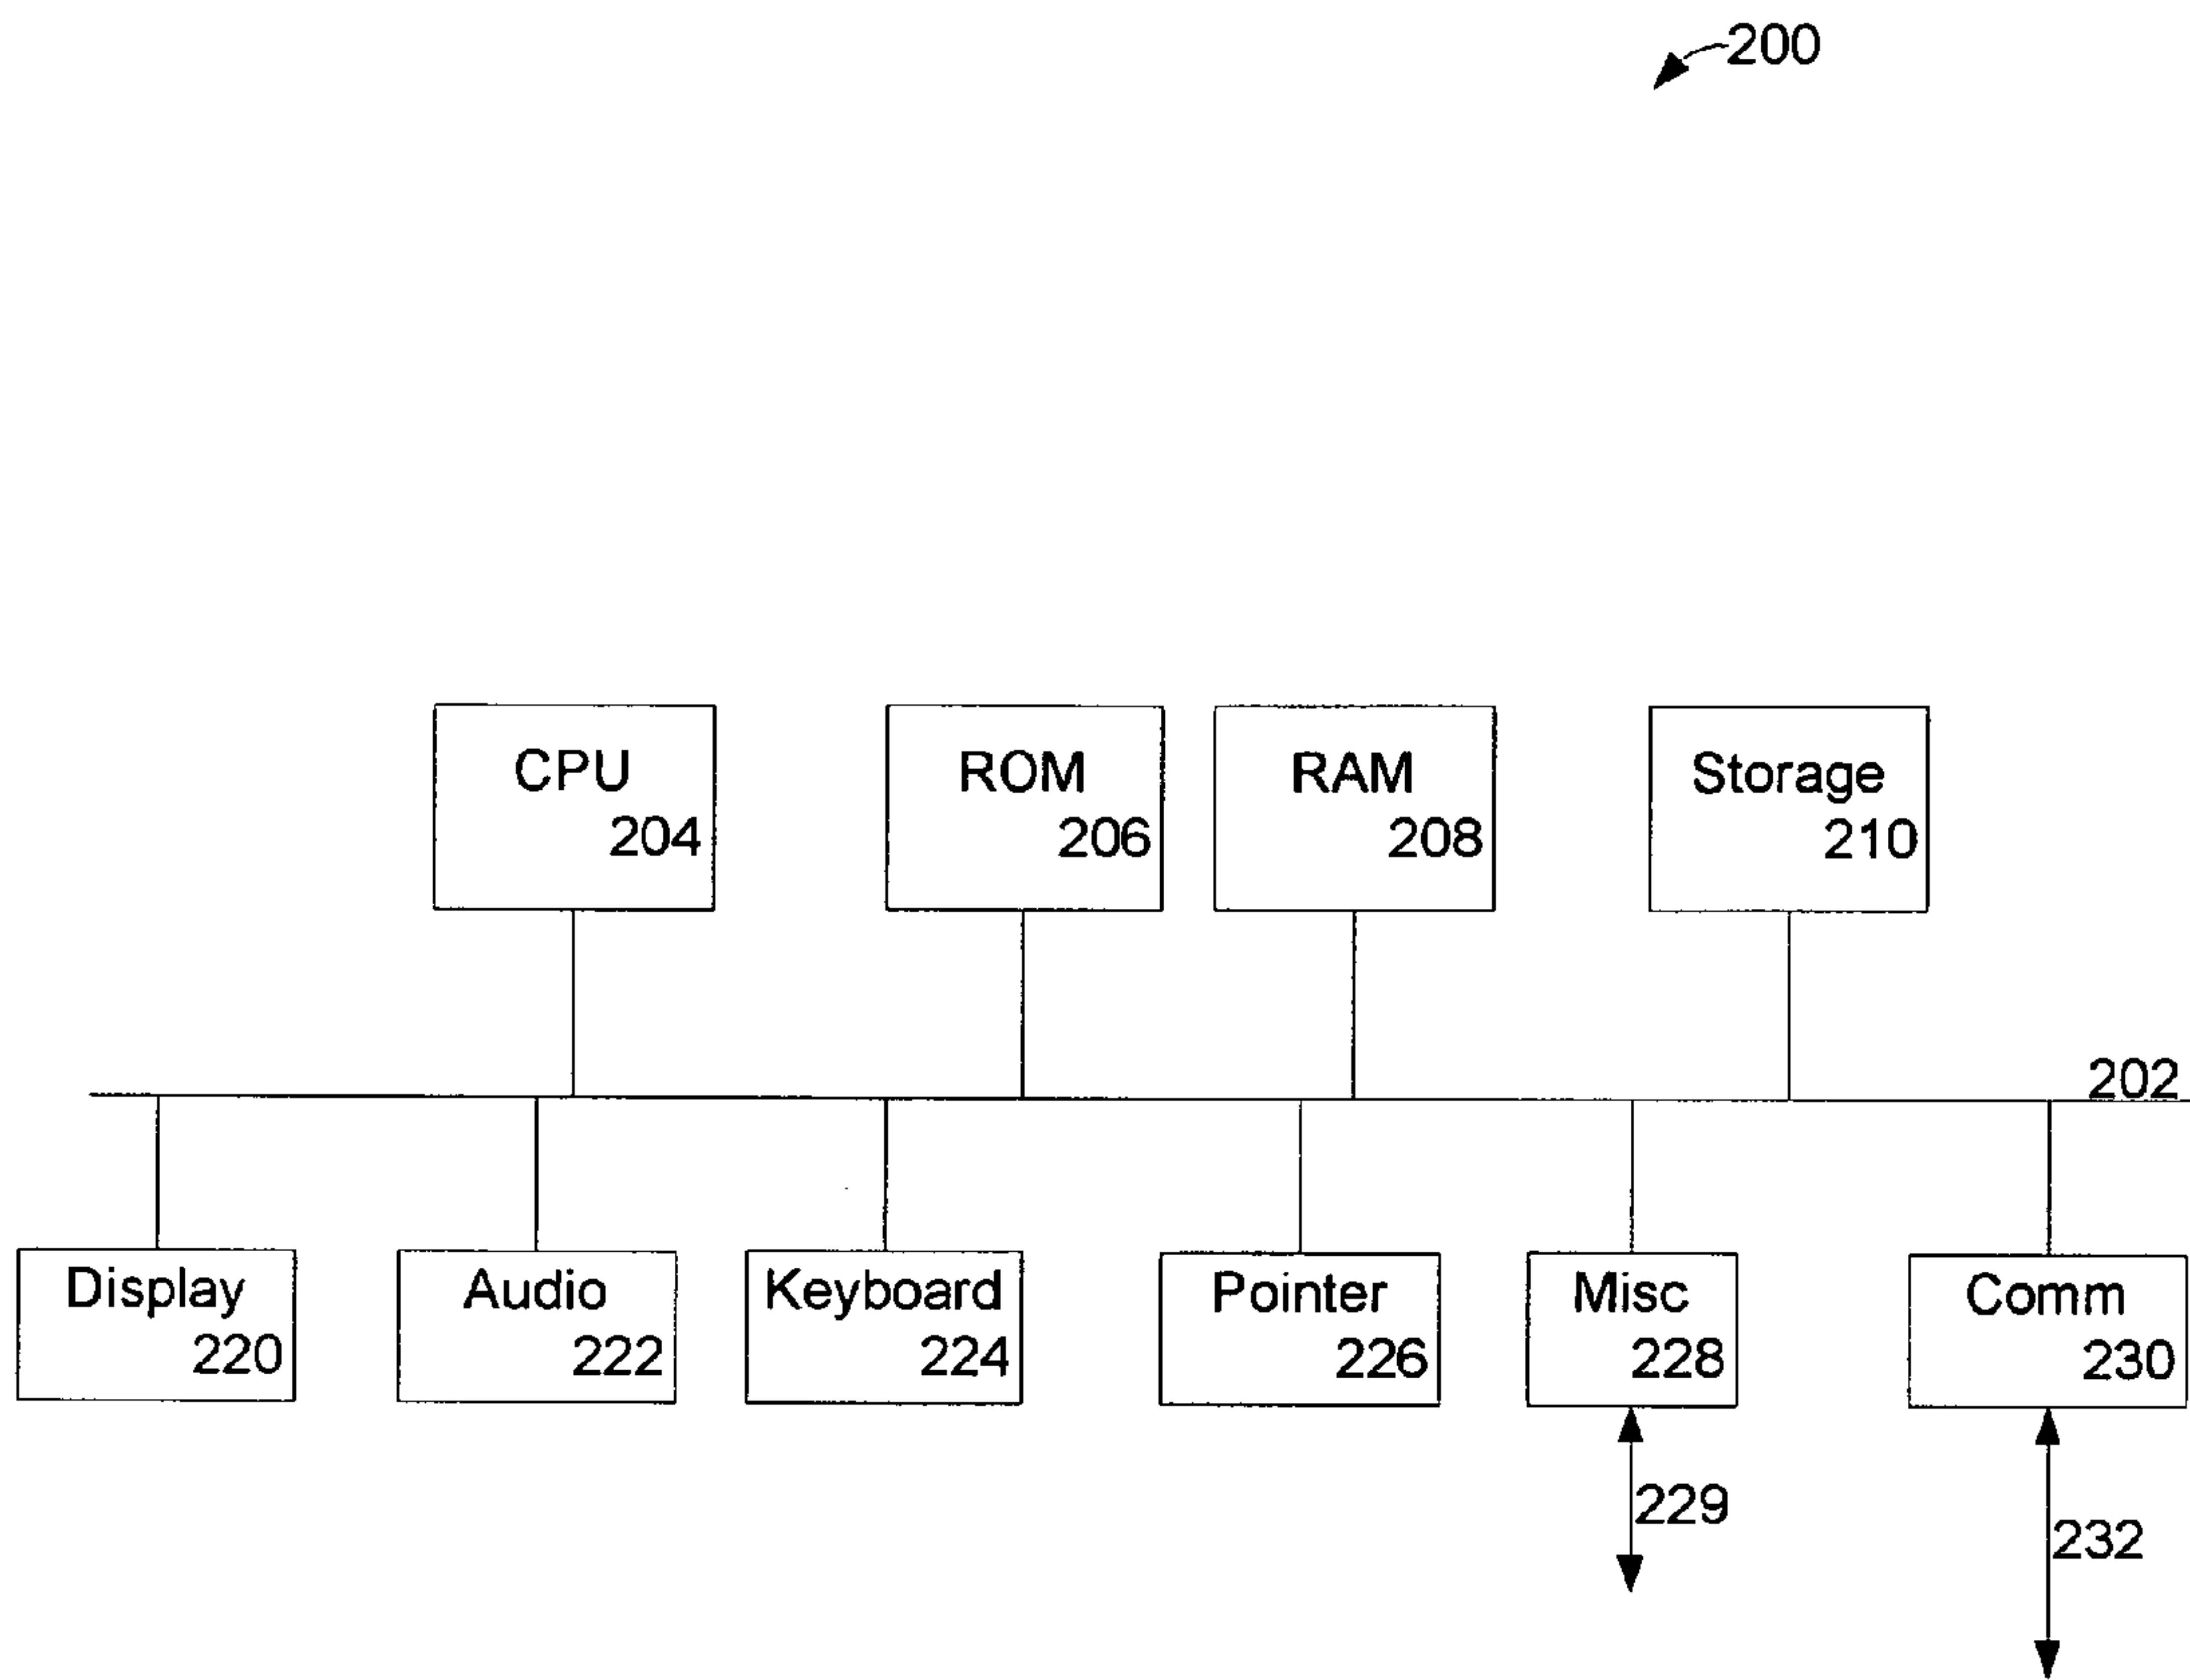 200
CPU
204
ROM
206
RAM
208
Storage
210
202
Display
220
Audio
222
Keyboard
224
Pointer
226
Misc
228
Comm
230
229
232